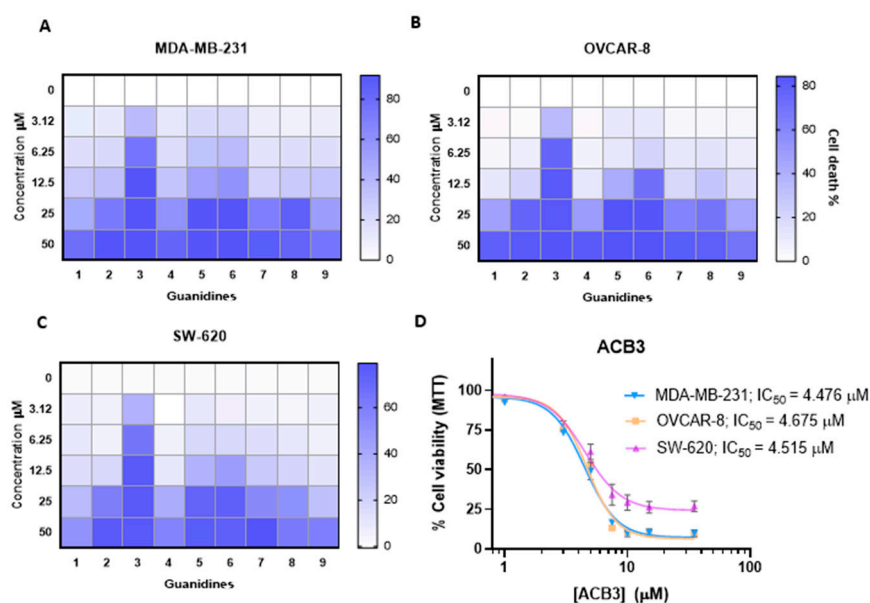 A
MDA-MB-231
Concentration μM
0
3.12
6.25
12.5
25
50
1 2 3 4 5 6 7 8 9
Guanidines
80
60
40
20
0
B
OVCAR-8
Concentration μM
0
3.12
6.25
12.5
25
50
1 2 3 4 5 6 7 8 9
Guanidines
80
60
40
20
0
Cell death %
C
SW-620
Concentration μM
0
3.12
6.25
12.5
25
50
1 2 3 4 5 6 7 8 9
Guanidines
60
40
20
0
D
ACB3
% Cell viability (MTT)
100
75
50
25
0
1 10 100
[ACB3] (μM)
MDA-MB-231; IC50 = 4.476 μM
OVCAR-8; IC50 = 4.675 μM
SW-620; IC50 = 4.515 μM